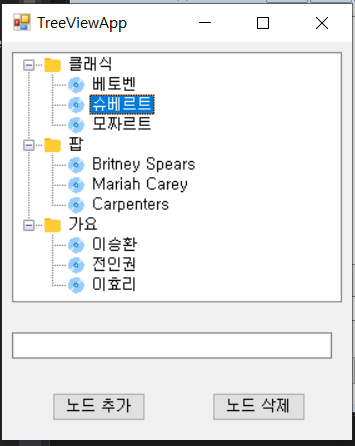 TreeViewApp
클래식
베토벤
슈베르트
모짜르트
팝
Britney Spears
Mariah Carey
Carpenters
가요
이승환
전인권
이효리
노드 추가 노드 삭제